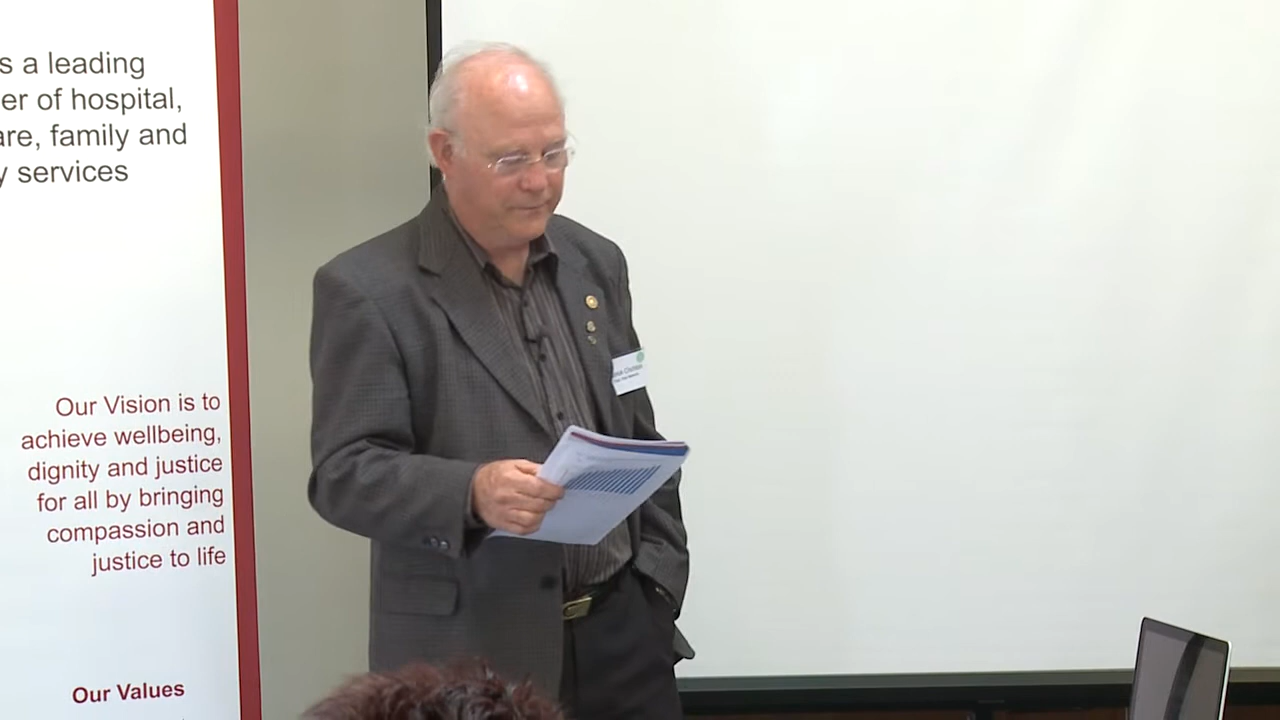 s a leading
er of hospital,
are, family and
y services
Our Vision is to
achieve wellbeing,
dignity and justice
for all by bringing
compassion and
justice to life
Our Values